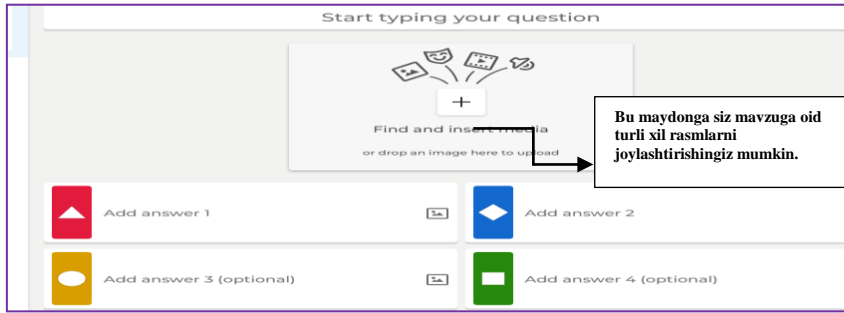 Start typing your question
Find and insert media
or drop an image here to upload
Bu maydonga siz mavzuga oid
turli xil rasmlarni
joylashtirishingiz mumkin.
Add answer 1
Add answer 2
Add answer 3 (optional)
Add answer 4 (optional)